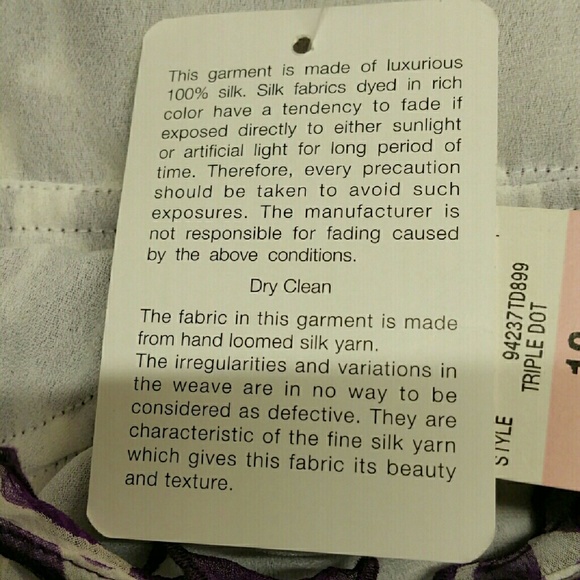 This garment is made of luxurious
100% silk. Silk fabrics dyed in rich
color have a tendency to fade if
exposed directly to either sunlight
or artificial light for long period of
time. Therefore, every precaution
should be taken to avoid such
exposures. The manufacturer is
not responsible for fading caused
by the above conditions.
Dry Clean
The fabric in this garment is made
from hand loomed silk yarn.
The irregularities and variations in
the weave are in no way to be
considered as defective. They are
characteristic of the fine silk yarn
which gives this fabric its beauty
and texture.
STYLE 94237TD899
TRIPLE DOT